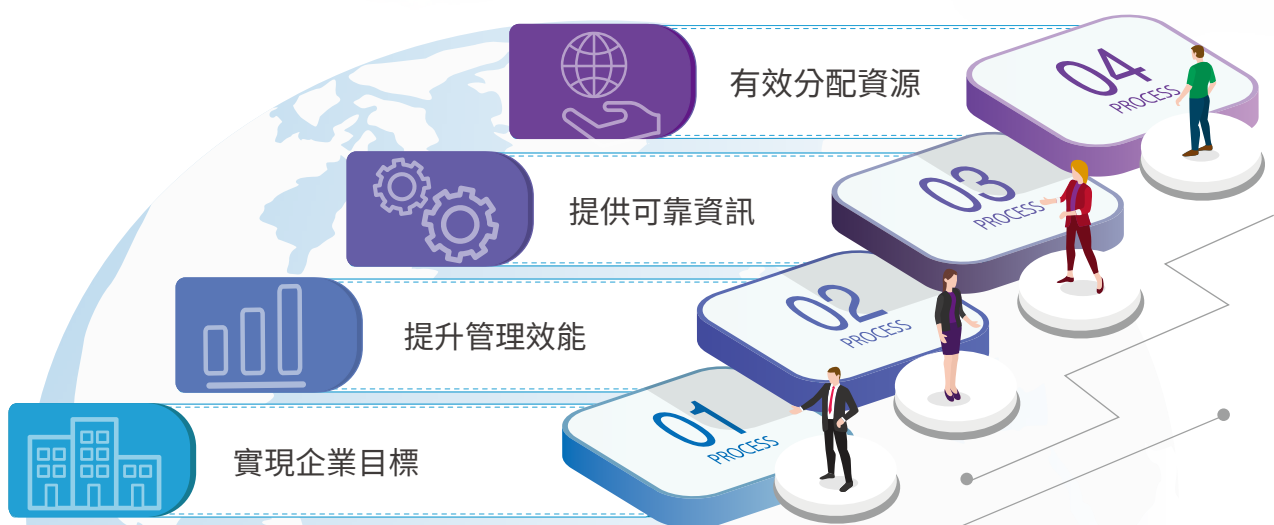 有效分配資源
04
PROCESS
提供可靠資訊
03
PROCESS
提升管理效能
02
PROCESS
實現企業目標
01
PROCESS